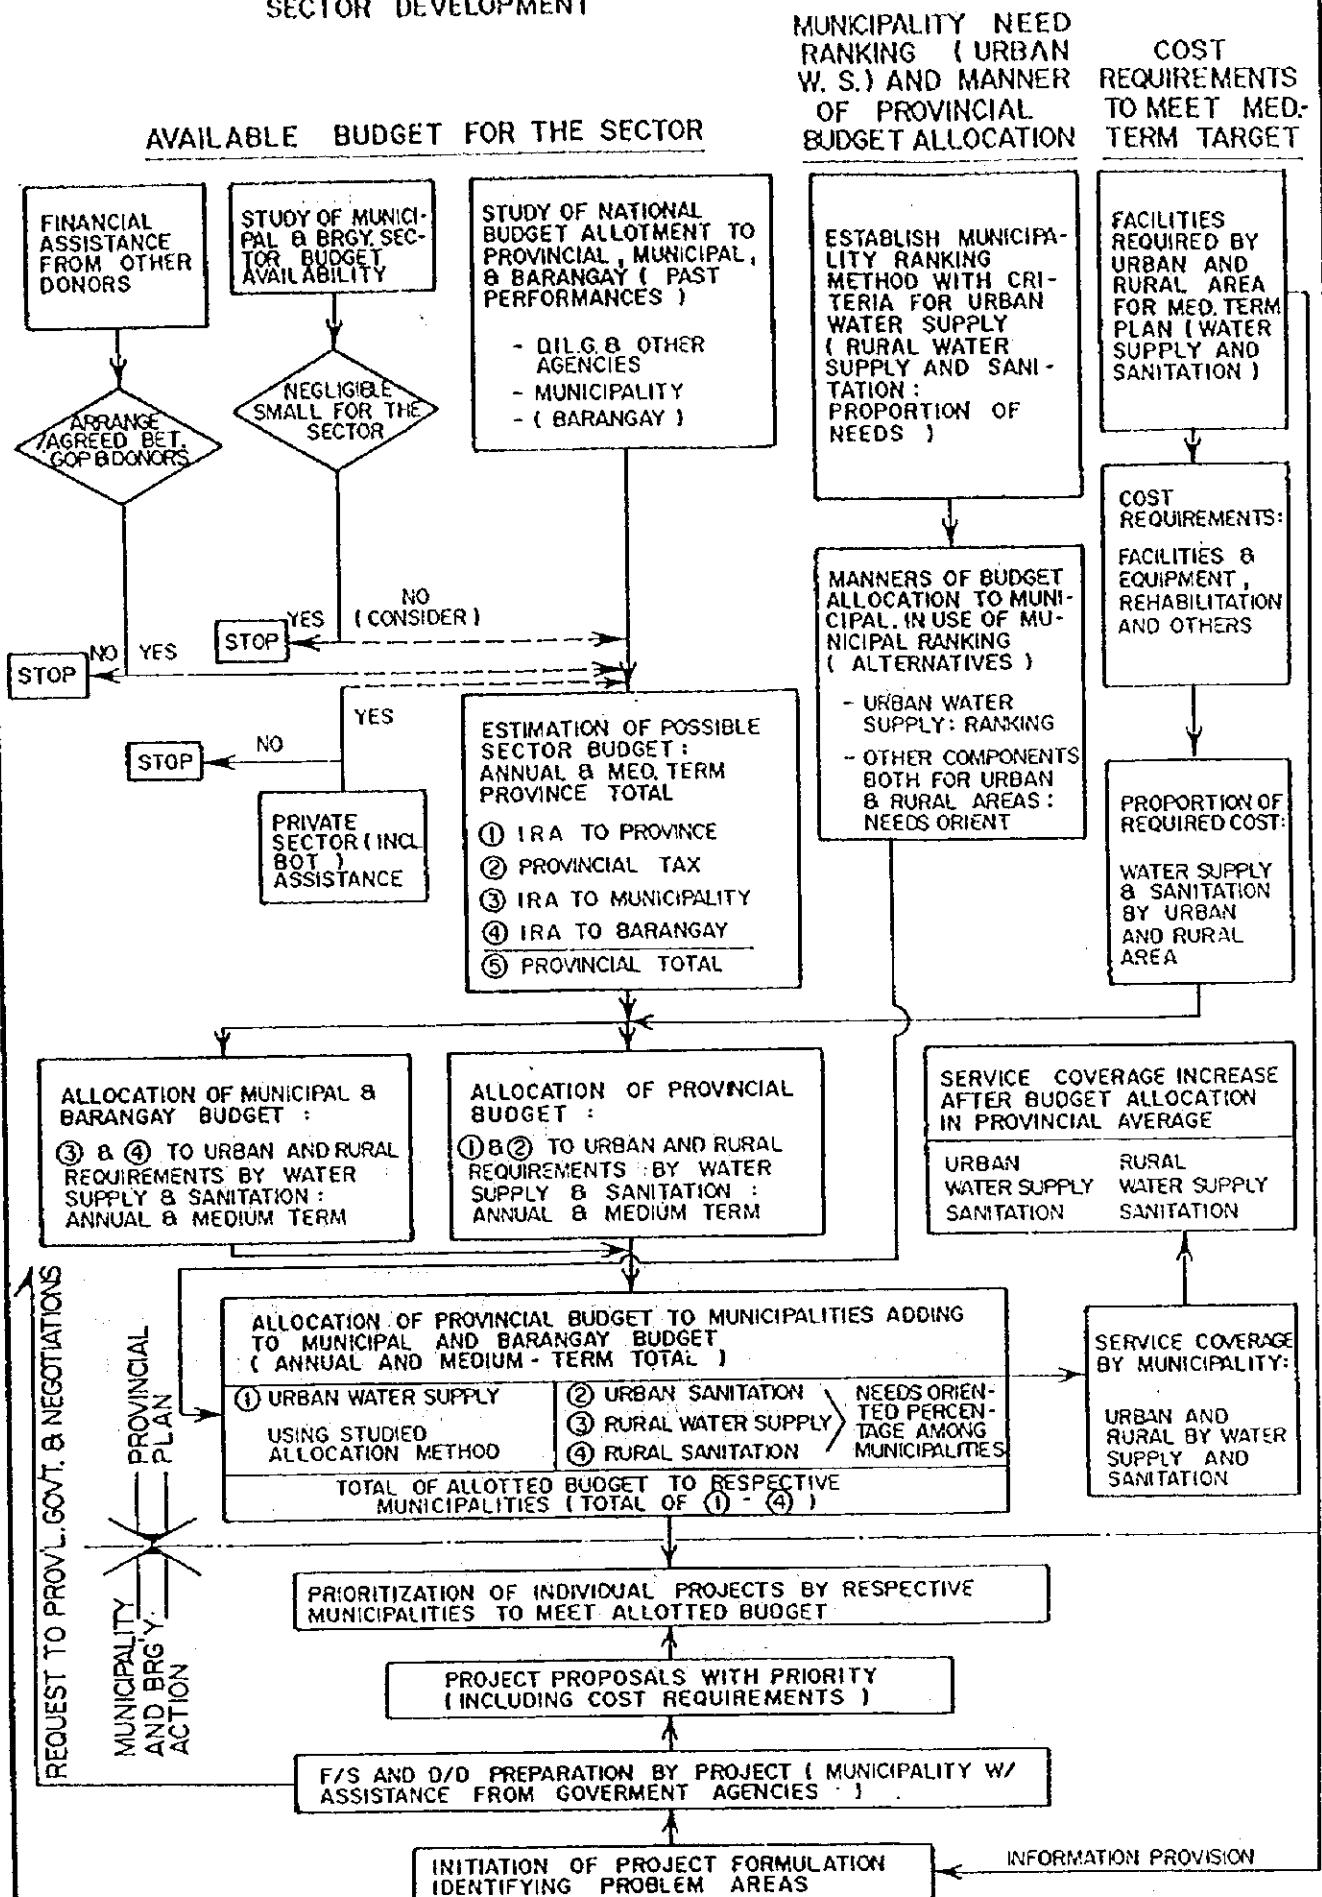 SECTOR DEVELOPMENT
AVAILABLE BUDGET FOR THE SECTOR
MUNICIPALITY NEED
RANKING (URBAN
W. S.) AND MANNER
OF PROVINCIAL
BUDGET ALLOCATION
COST
REQUIREMENTS
TO MEET MED.-
TERM TARGET
FINANCIAL
ASSISTANCE
FROM OTHER
DONORS
STUDY OF MUNICI-
PAL & BRGY. SEC-
TOR BUDGET
AVAILABILITY
STUDY OF NATIONAL
BUDGET ALLOTMENT TO
PROVINCIAL, MUNICIPAL,
& BARANGAY ( PAST
PERFORMANCES )
- D.I.L.G. & OTHER
AGENCIES
- MUNICIPALITY
- ( BARANGAY )
ESTABLISH MUNICIPA-
LITY RANKING
METHOD WITH CRI-
TERIA FOR URBAN
WATER SUPPLY
( RURAL WATER
SUPPLY AND SANI-
TATION :
PROPORTION OF
NEEDS )
FACILITIES
REQUIRED BY
URBAN AND
RURAL AREA
FOR MED. TERM
PLAN ( WATER
SUPPLY AND
SANITATION )
ARRANGE
/AGREED BET.
GOP & DONORS
NEGLIGIBLE
SMALL FOR THE
SECTOR
COST
REQUIREMENTS:
FACILITIES &
EQUIPMENT,
REHABILITATION
AND OTHERS
MANNERS OF BUDGET
ALLOCATION TO MUNI-
CIPAL. IN USE OF MU-
NICIPAL RANKING
( ALTERNATIVES )
- URBAN WATER
SUPPLY: RANKING
- OTHER COMPONENTS
BOTH FOR URBAN
& RURAL AREAS :
NEEDS ORIENT
STOP
YES
NO
( CONSIDER )
STOP
NO
YES
YES
STOP
NO
PRIVATE
SECTOR ( INCL.
BOT )
ASSISTANCE
ESTIMATION OF POSSIBLE
SECTOR BUDGET :
ANNUAL & MED. TERM
PROVINCE TOTAL
① IRA TO PROVINCE
② PROVINCIAL TAX
③ IRA TO MUNICIPALITY
④ IRA TO BARANGAY
⑤ PROVINCIAL TOTAL
PROPORTION OF
REQUIRED COST:
WATER SUPPLY
& SANITATION
BY URBAN
AND RURAL
AREA
ALLOCATION OF MUNICIPAL &
BARANGAY BUDGET :
③ & ④ TO URBAN AND RURAL
REQUIREMENTS BY WATER
SUPPLY & SANITATION :
ANNUAL & MEDIUM TERM
ALLOCATION OF PROVINCIAL
BUDGET :
① & ② TO URBAN AND RURAL
REQUIREMENTS : BY WATER
SUPPLY & SANITATION :
ANNUAL & MEDIUM TERM
SERVICE COVERAGE INCREASE
AFTER BUDGET ALLOCATION
IN PROVINCIAL AVERAGE
URBAN RURAL
WATER SUPPLY WATER SUPPLY
SANITATION SANITATION
ALLOCATION OF PROVINCIAL BUDGET TO MUNICIPALITIES ADDING
TO MUNICIPAL AND BARANGAY BUDGET
( ANNUAL AND MEDIUM - TERM TOTAL )
① URBAN WATER SUPPLY
USING STUDIED
ALLOCATION METHOD
② URBAN SANITATION
③ RURAL WATER SUPPLY
④ RURAL SANITATION
NEEDS ORIEN-
TED PERCEN-
TAGE AMONG
MUNICIPALITIES
TOTAL OF ALLOTTED BUDGET TO RESPECTIVE
MUNICIPALITIES ( TOTAL OF ① - ④ )
SERVICE COVERAGE
BY MUNICIPALITY:
URBAN AND
RURAL BY WATER
SUPPLY AND
SANITATION
REQUEST TO PROV'L. GOVT. & NEGOTIATIONS
PROVINCIAL
PLAN
MUNICIPALITY
AND BRG'Y.
ACTION
PRIORITIZATION OF INDIVIDUAL PROJECTS BY RESPECTIVE
MUNICIPALITIES TO MEET ALLOTTED BUDGET
PROJECT PROPOSALS WITH PRIORITY
( INCLUDING COST REQUIREMENTS )
F/S AND D/D PREPARATION BY PROJECT ( MUNICIPALITY W/
ASSISTANCE FROM GOVERMENT AGENCIES )
INITIATION OF PROJECT FORMULATION
IDENTIFYING PROBLEM AREAS
INFORMATION PROVISION